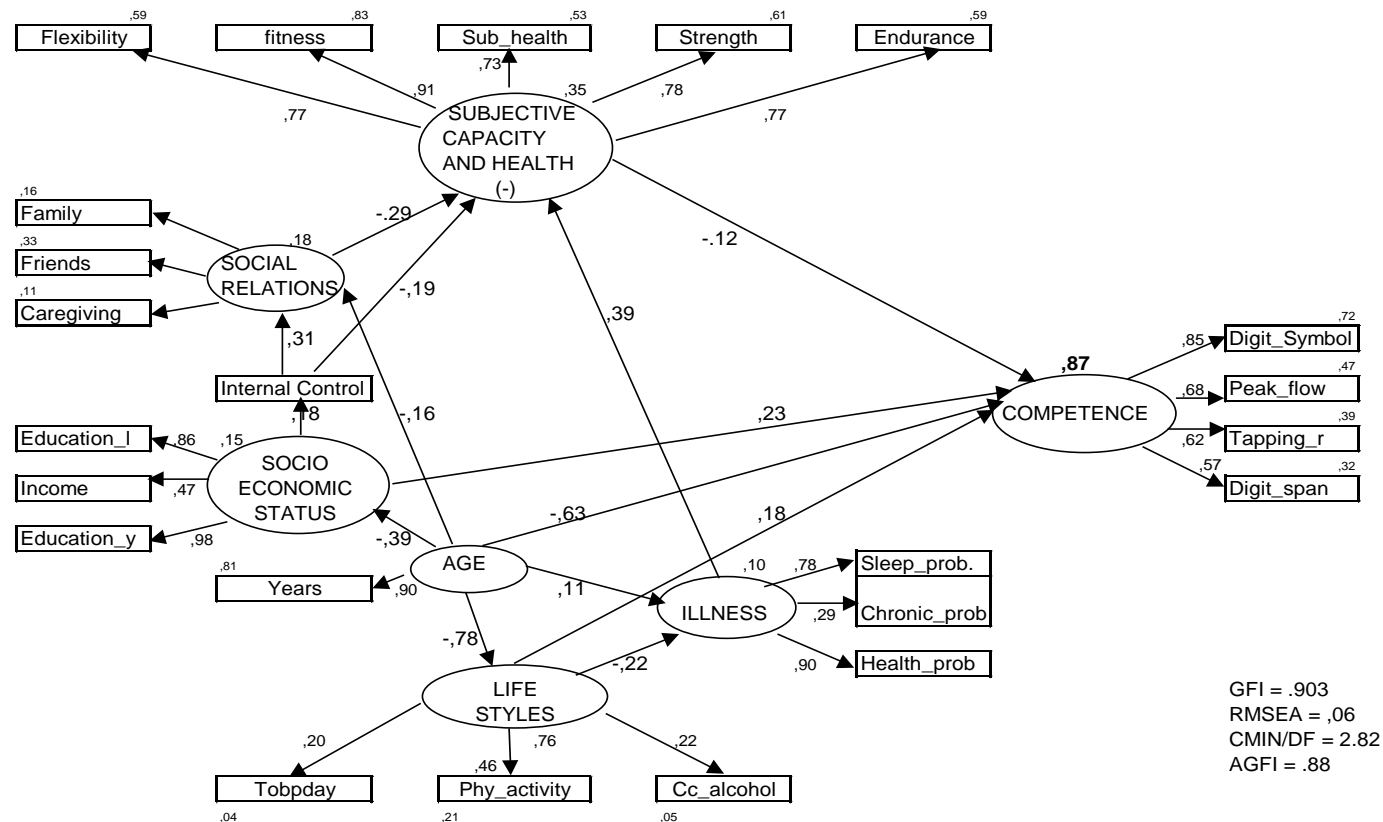 ,59
,83
,53
,61
,59
Flexibility
fitness
Sub_health
Strength
Endurance
,77
,91
,73
,35
,78
,77
SUBJECTIVE
CAPACITY
AND HEALTH
(-)
,16
Family
,33
Friends
,11
Caregiving
,18
SOCIAL
RELATIONS
-.29
-,19
-.12
,39
,31
Internal Control
,18
-,16
Education_l
,86
,15
Income
,47
Education_y
,98
SOCIO
ECONOMIC
STATUS
,23
-,63
,18
-,39
,87
COMPETENCE
,72
,85
Digit_Symbol
,47
,68
Peak_flow
,39
,62
Tapping_r
,32
,57
Digit_span
,81
Years
,90
AGE
,11
-,78
,10
ILLNESS
,78
Sleep_prob.
,29
Chronic_prob
,90
Health_prob
-,22
LIFE
STYLES
,20
,76
,46
,22
Tobpday
Phy_activity
Cc_alcohol
,04
,21
,05
GFI = .903
RMSEA = ,06
CMIN/DF = 2.82
AGFI = .88